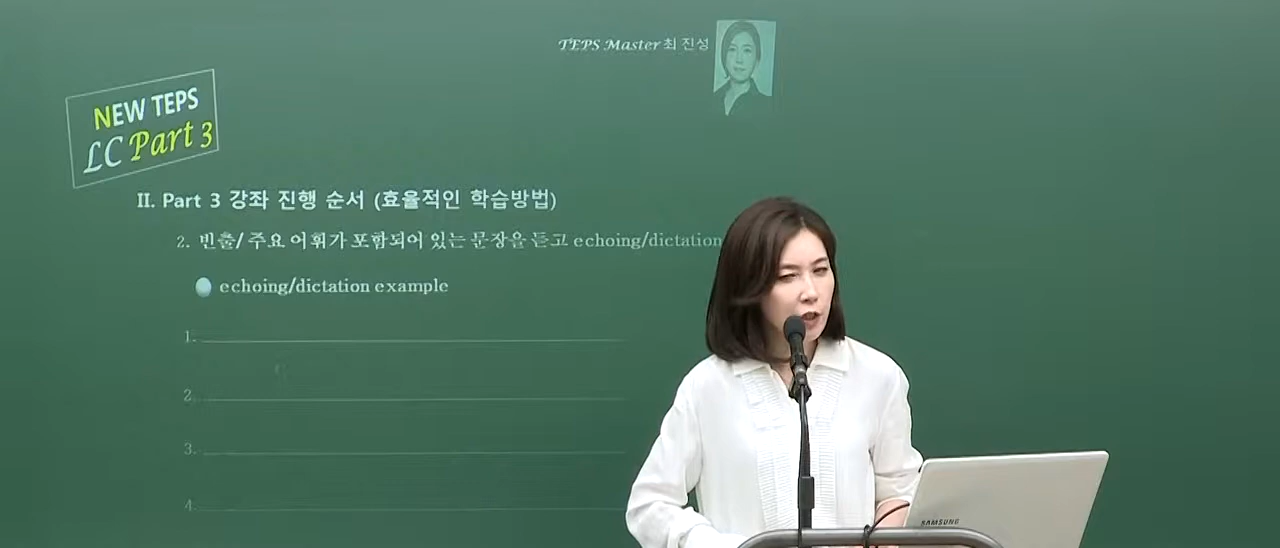 TEPS Master 최진성
NEW TEPS
LC Part 3
II. Part 3 강좌 진행 순서 (효율적인 학습방법)
2. 빈출/ 주요 어휘가 포함되어 있는 문장을 듣고 echoing/dictation
echoing/dictation example
1.
2.
3.
4.
SAMSUNG